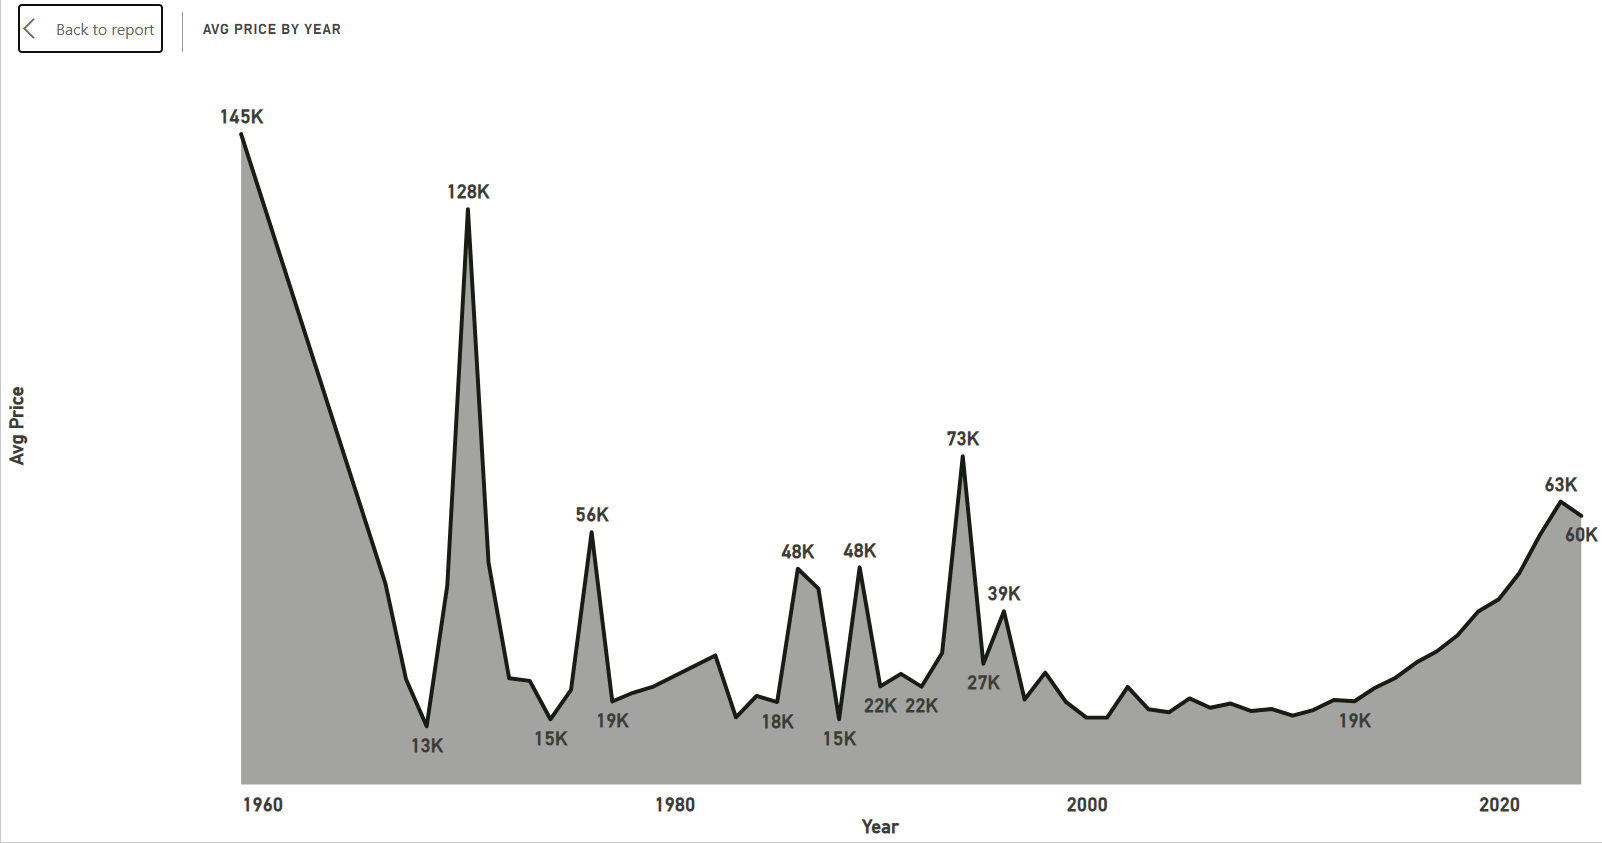 Back to report
AVG PRICE BY YEAR
145K
128K
73K
63K
56K
60K
48K
48K
39K
27K
22K
22K
19K
18K
19K
15K
15K
13K
Avg Price
1960
1980
2000
2020
Year